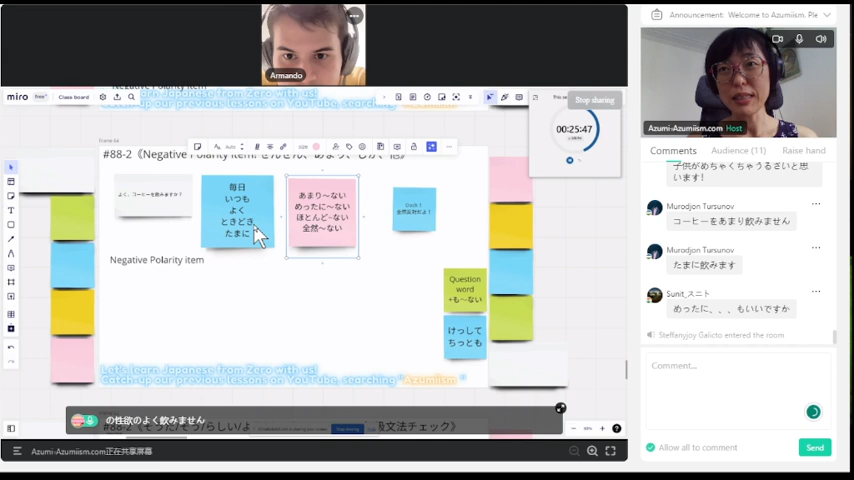 Armando
Announcement: Welcome to Azumiism. Ple
miro
free
Class board
Learn Japanese from Zero with us!
Catch-up our previous lessons on YouTube, searching "Azumiism
Stop sharing
00:25:47
#88-2《Negative Polarity item: ぜんぜん、あまり、しか、他》
Auto
よく、コーヒーを飲みますか?
毎日
いつも
よく
ときどき
たまに
あまり〜ない
めったに〜ない
ほとんど〜ない
全然〜ない
Negative Polarity item
Question
word
+も〜ない
けっして
ちっとも
Let's learn Japanese from Zero with us!
Catch-up our previous lessons on YouTube, searching "Azumiism "
の性欲のよく飲みません
Azumi-Azumiism.com正在共享屏幕
Azumi-Azumiism.com Host
Comments
Audience (11)
Raise hand
子供がめちゃくちゃうるさいと思
います!
Murodjon Tursunov
コーヒーをあまり飲みません
Murodjon Tursunov
たまに飲みます
Sunit_スニト
めったに、、、もいいですか
Steffanyjoy Galicto entered the room
Comment...
Allow all to comment
Send